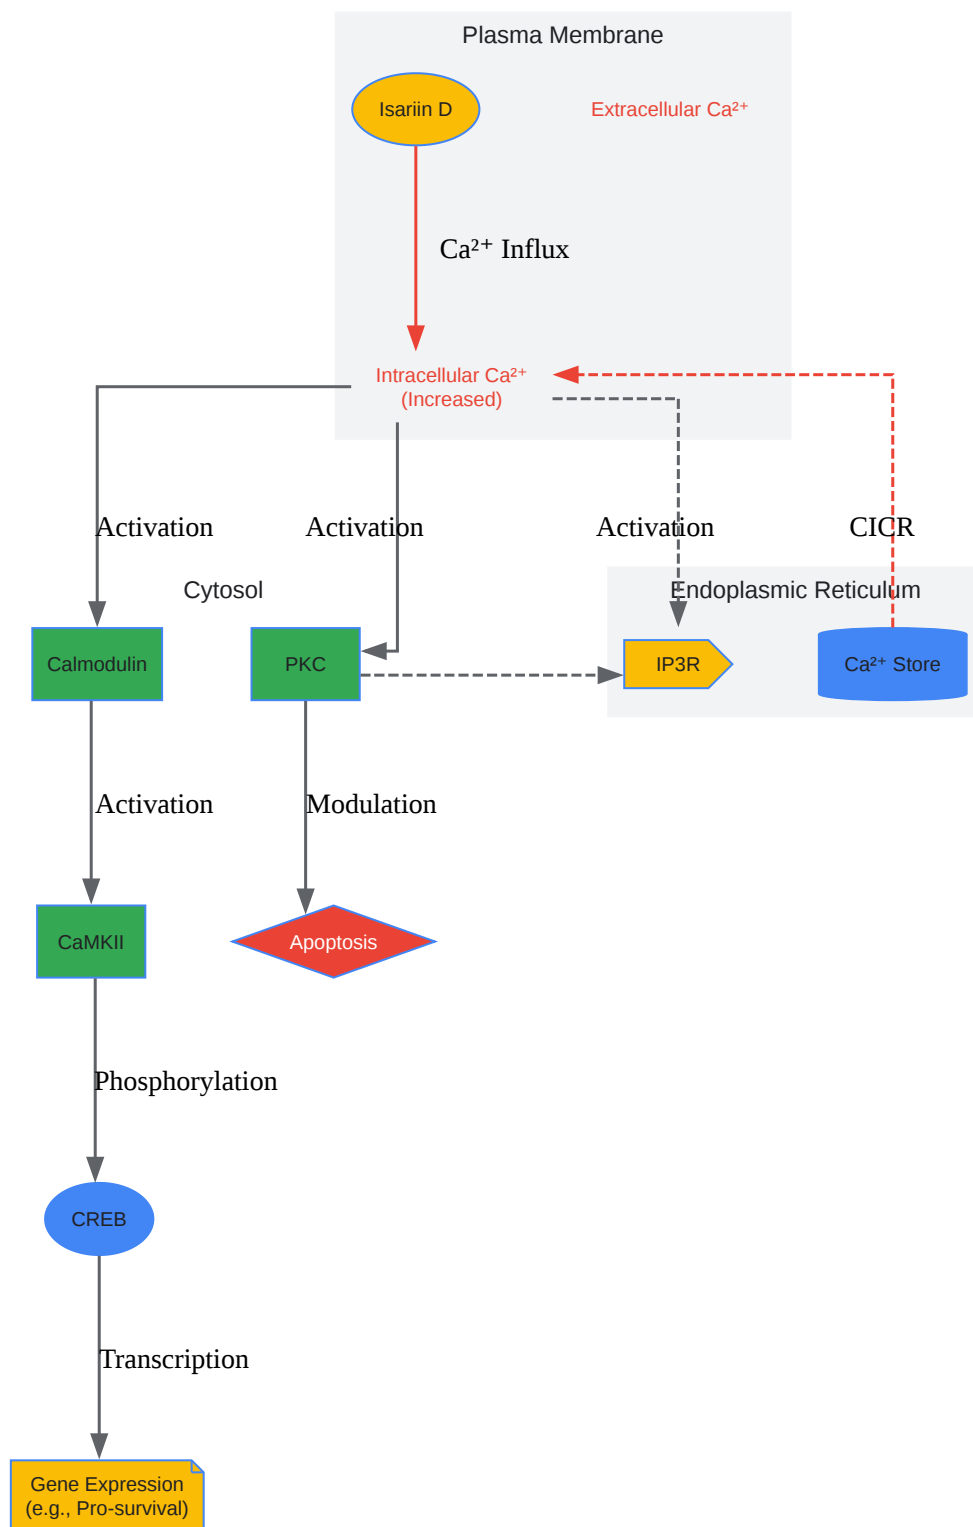 Plasma Membrane
Isariin D
Extracellular Ca²⁺
Ca²⁺ Influx
Intracellular Ca²⁺
(Increased)
Activation
Activation
Activation
CICR
Cytosol
Endoplasmic Reticulum
Calmodulin
PKC
IP3R
Ca²⁺ Store
Activation
Modulation
CaMKII
Apoptosis
Phosphorylation
CREB
Transcription
Gene Expression
(e.g., Pro-survival)